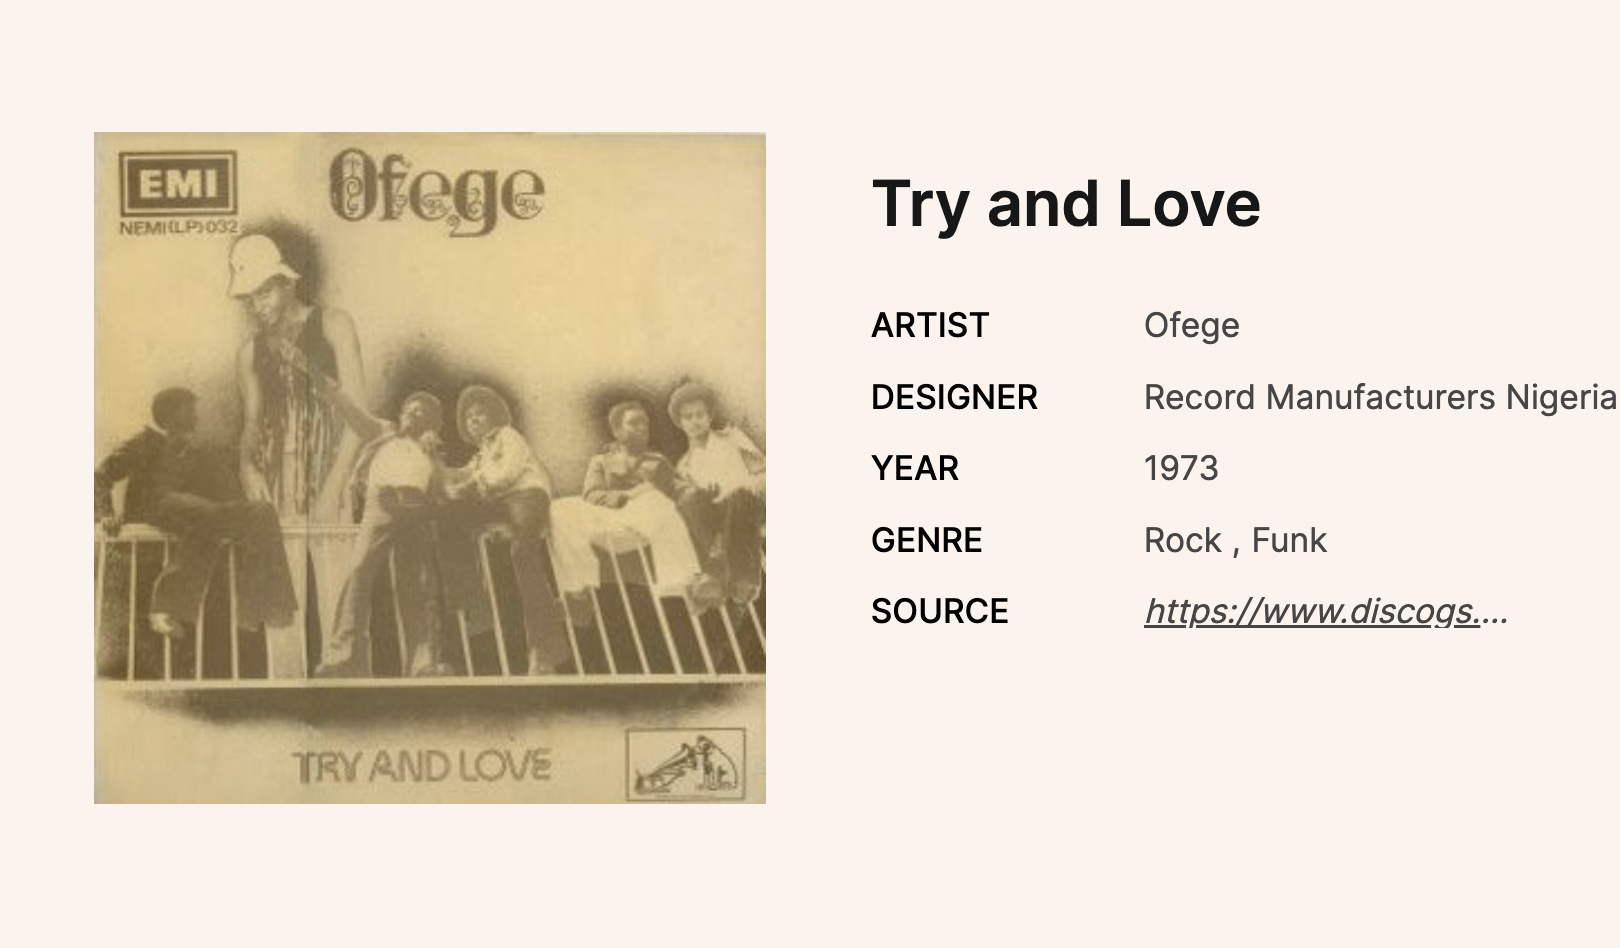 EMI
NEMI(LP)032
Ofege
TRY AND LOVE
Try and Love
ARTIST Ofege
DESIGNER Record Manufacturers Nigeria
YEAR 1973
GENRE Rock , Funk
SOURCE https://www.discogs....